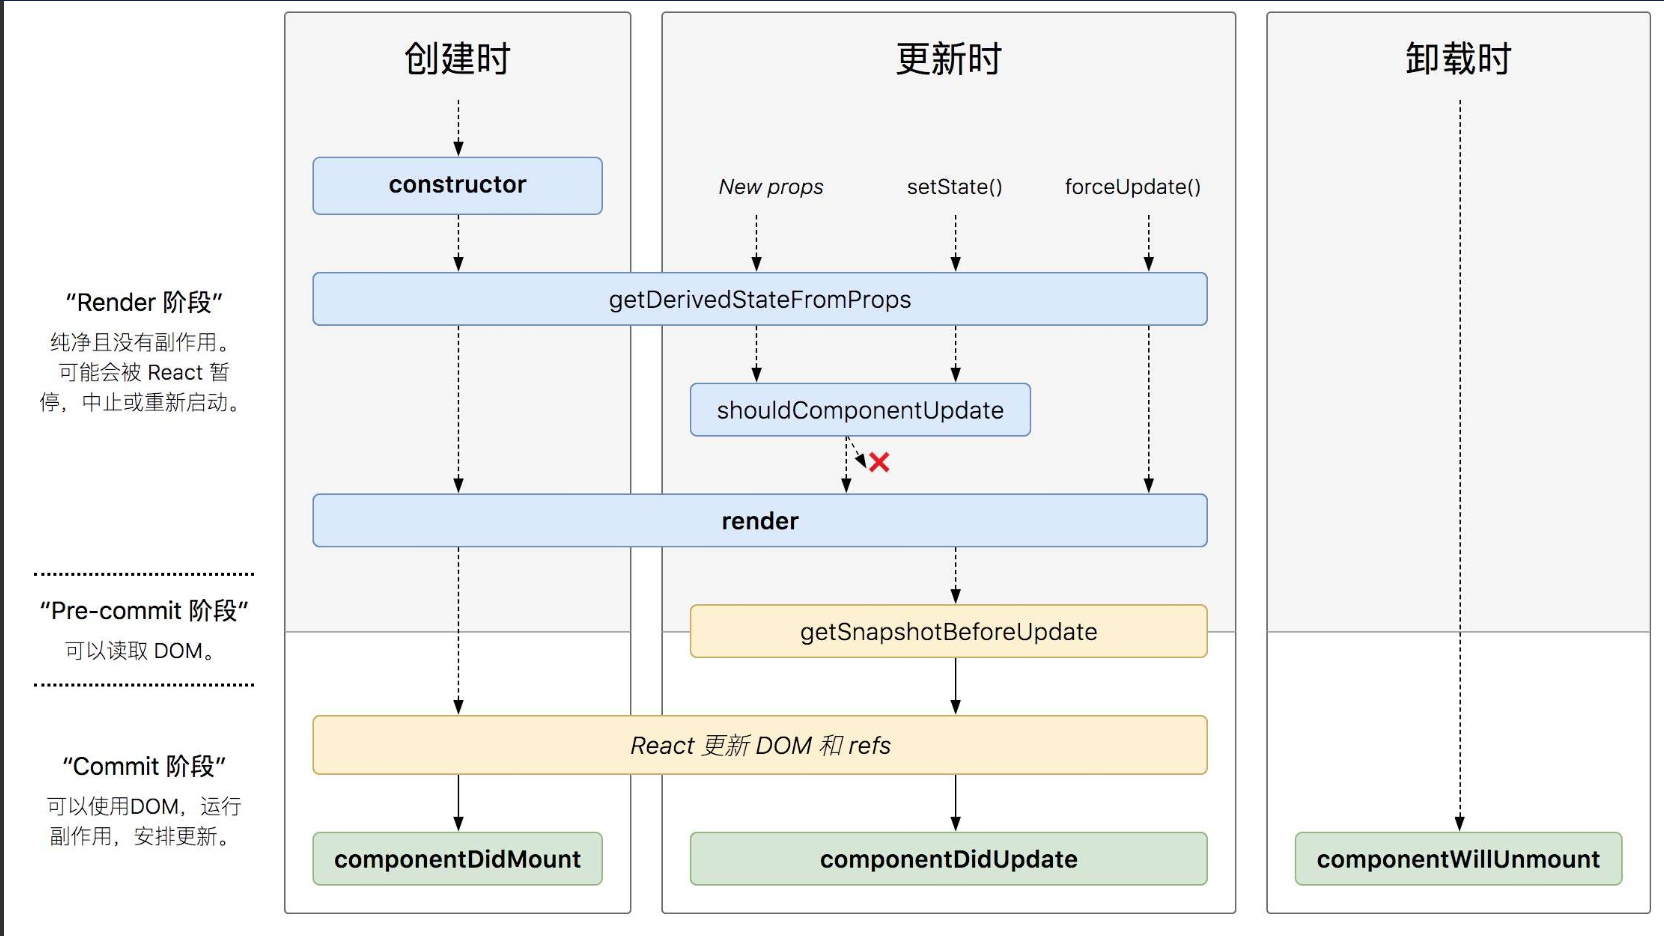 创建时
更新时
卸载时
constructor
New props
setState()
forceUpdate()
“Render 阶段”
纯净且没有副作用。
可能会被 React 暂
停，中止或重新启动。
getDerivedStateFromProps
shouldComponentUpdate
render
“Pre-commit 阶段”
可以读取 DOM。
getSnapshotBeforeUpdate
React 更新 DOM 和 refs
“Commit 阶段”
可以使用DOM，运行
副作用，安排更新。
componentDidMount
componentDidUpdate
componentWillUnmount